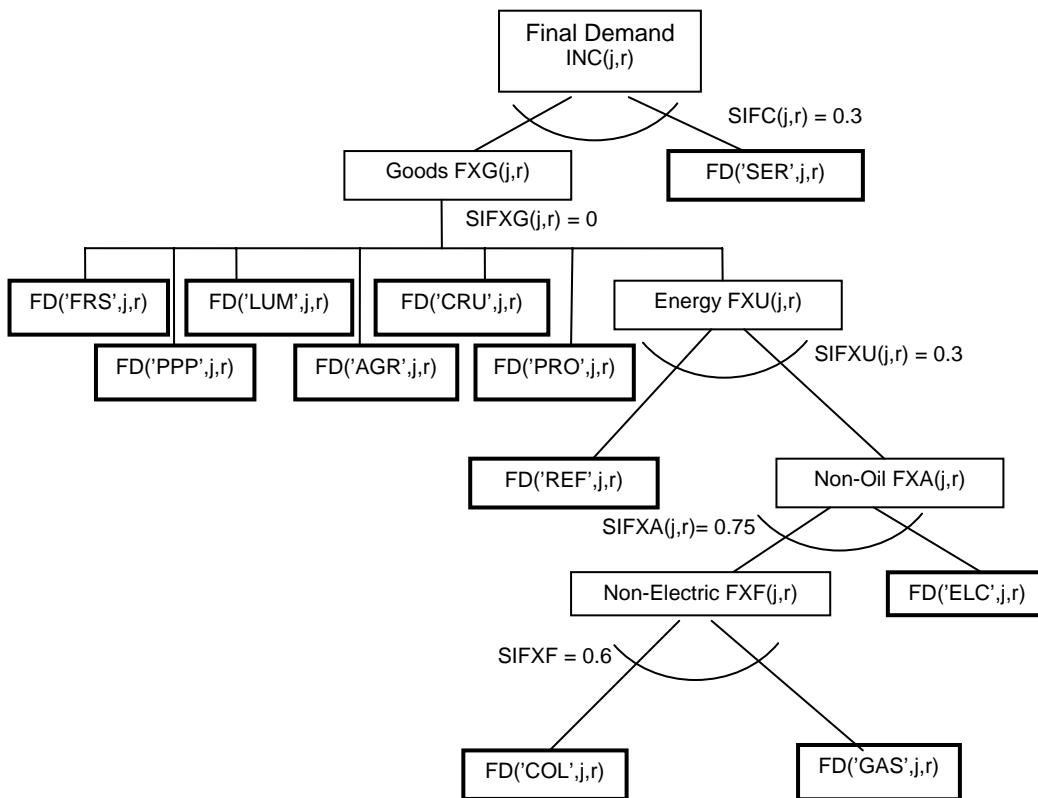 Final Demand
INC(j,r)
SIFC(j,r) = 0.3
Goods FXG(j,r)
FD('SER',j,r)
SIFXG(j,r) = 0
FD('FRS',j,r)
FD('LUM',j,r)
FD('CRU',j,r)
Energy FXU(j,r)
FD('PPP',j,r)
FD('AGR',j,r)
FD('PRO',j,r)
SIFXU(j,r) = 0.3
FD('REF',j,r)
Non-Oil FXA(j,r)
SIFXA(j,r)= 0.75
Non-Electric FXF(j,r)
FD('ELC',j,r)
SIFXF = 0.6
FD('COL',j,r)
FD('GAS',j,r)